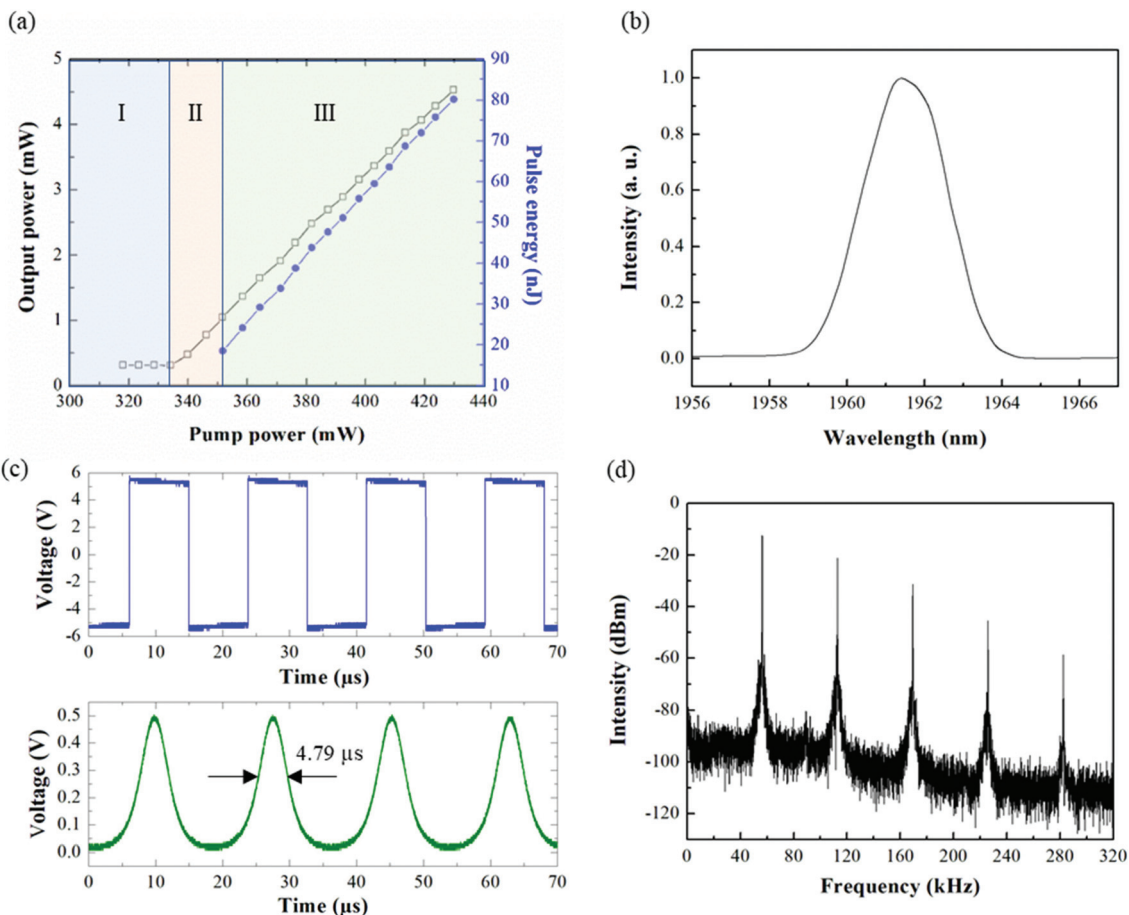 (a)
5
4
3
2
1
0
Output power (mW)
I
II
III
90
80
70
60
50
40
30
20
10
Pulse energy (nJ)
300 320 340 360 380 400 420 440
Pump power (mW)
(b)
1.0
0.8
0.6
0.4
0.2
0.0
Intensity (a. u.)
1956 1958 1960 1962 1964 1966
Wavelength (nm)
(c)
6
4
2
0
-2
-4
-6
Voltage (V)
0 10 20 30 40 50 60 70
Time (μs)
0.5
0.4
0.3
0.2
0.1
0.0
Voltage (V)
4.79 μs
0 10 20 30 40 50 60 70
Time (μs)
(d)
0
-20
-40
-60
-80
-100
-120
Intensity (dBm)
0 40 80 120 160 200 240 280 320
Frequency (kHz)